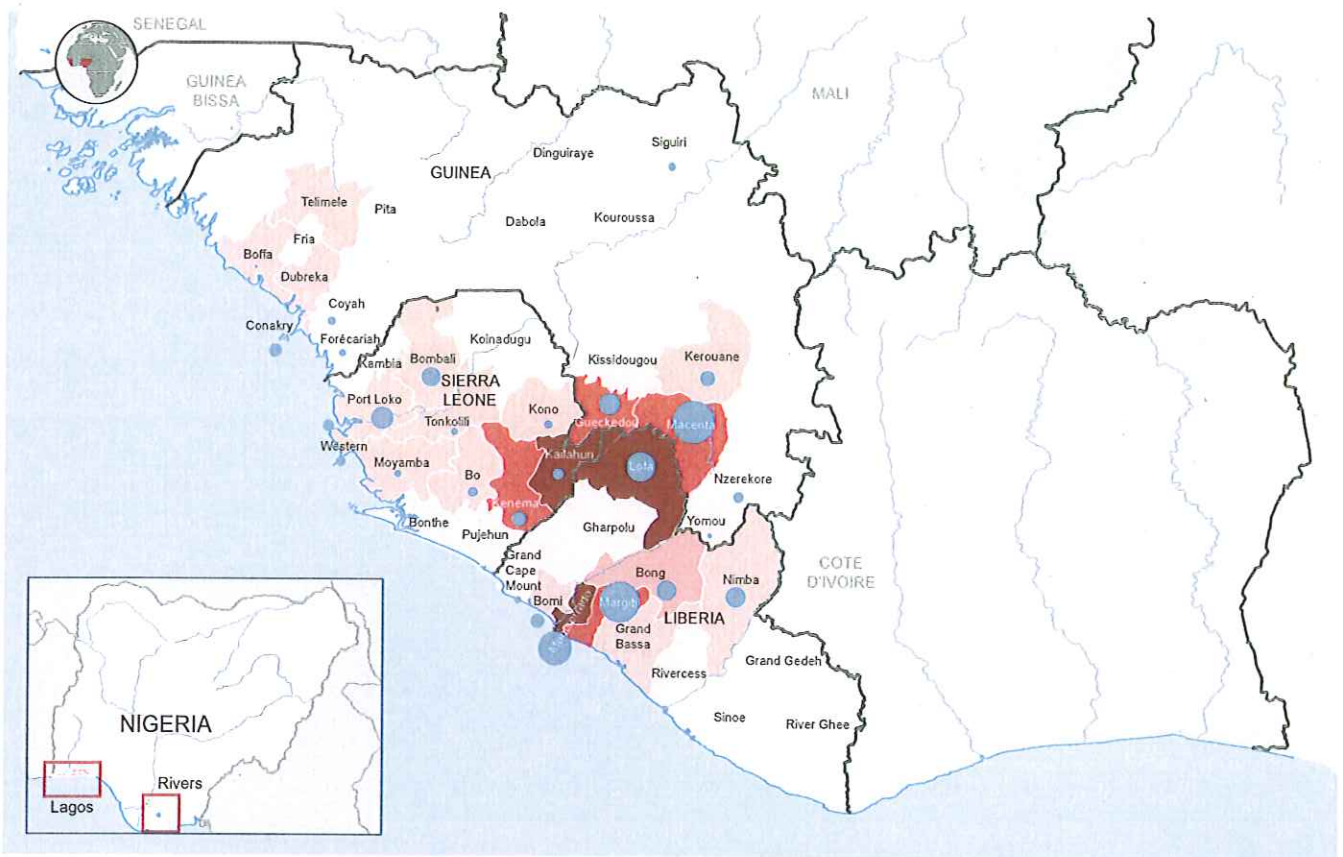 SENEGAL
GUINEA
BISSA
MALI
Siguiri
Dinguiraye
GUINEA
Telimele
Pita
Dabola
Kouroussa
Fria
Boffa
Dubreka
Coyah
Conakry
Forécariah
Koinadugu
Kissidougou
Kerouane
Kambia
Bombali
SIERRA
LEONE
Port Loko
Kono
Tonkolili
Gueckedou
Macenta
Western
Kailahun
Lofa
Moyamba
Bo
Nzerekore
Kenema
Bonthe
Gharpolu
Yomou
Pujehun
Grand
Cape
Mount
Bong
Nimba
COTE
D'IVOIRE
Bomi
Margibi
LIBERIA
Grand
Bassa
Grand Gedeh
Rivercess
Sinoe
River Ghee
NIGERIA
Rivers
Lagos